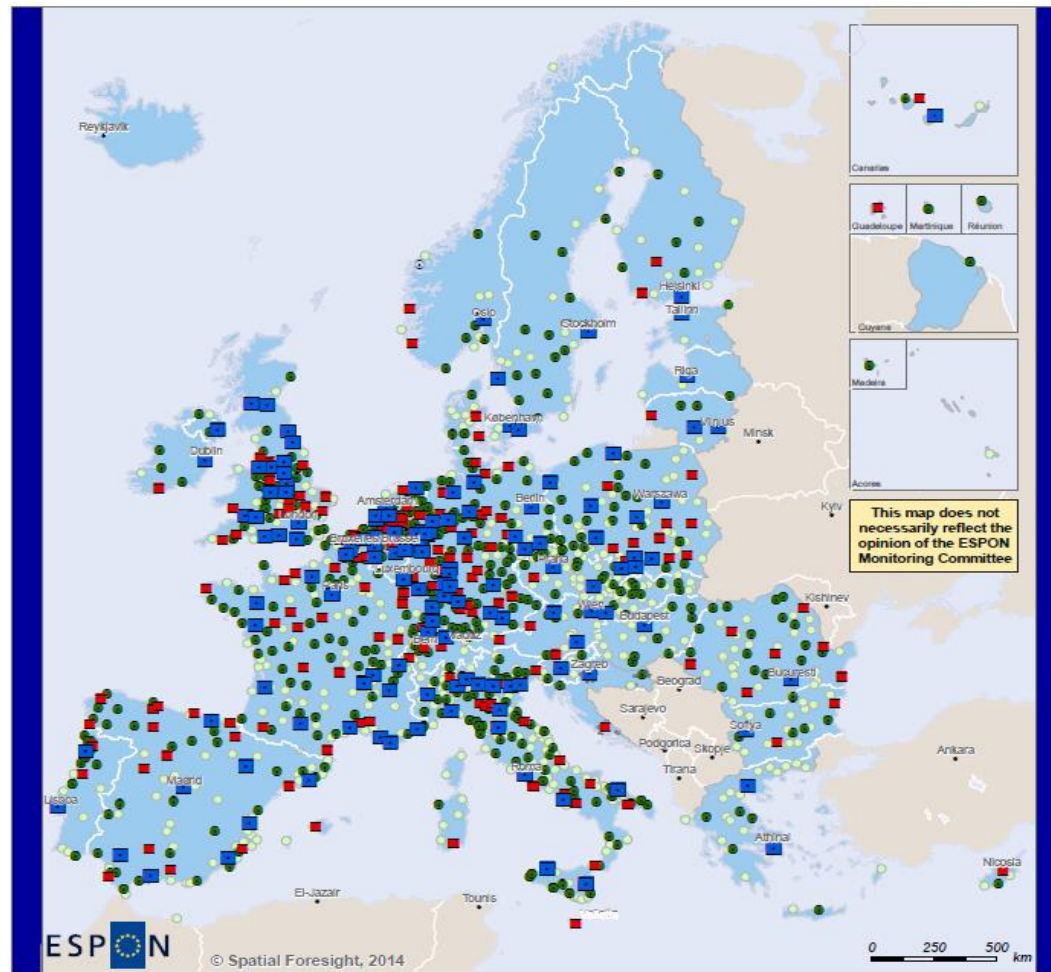 Reykjavik
Canarias
Guadeloupe
Martinique
Réunion
Guyane
Madeira
Acores
This map does not
necessarily reflect the
opinion of the ESPON
Monitoring Committee
Oslo
Helsinki
Tallinn
Stockholm
Riga
København
Vilnius
Minsk
Dublin
Amsterdam
Berlin
Warszawa
London
Kyiv
Bruxelles/Brussel
Praha
Luxembourg
Paris
Kishinev
Wien
Budapest
Bern
Vaduz
Zagreb
Bucuresti
Beograd
Sarajevo
Sofiya
Podgorica
Skopje
Ankara
Roma
Tirana
Madrid
Lisboa
Athinai
Nicosia
El-Jazair
Tounis
Valletta
ESPON
© Spatial Foresight, 2014
0 250 500
km